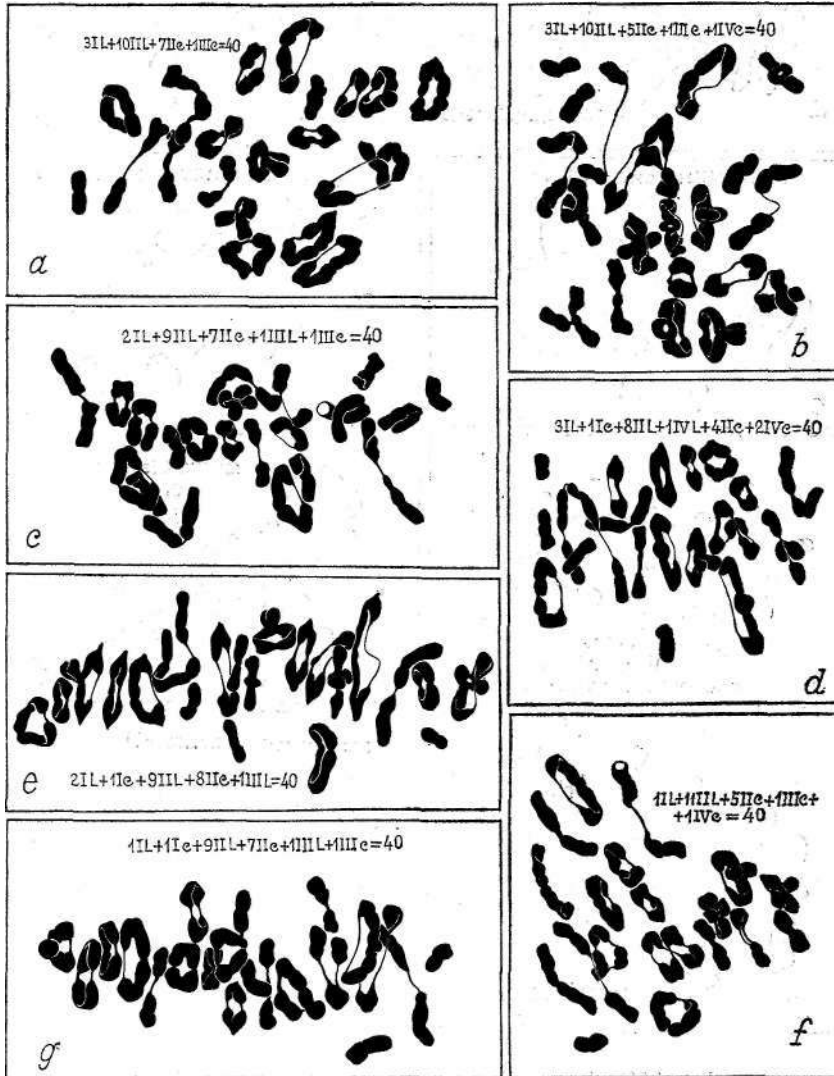 3IL+10IIL+7IIc+1IIIc=40
a
3IL+10IIL+5IIc+1IIIc+1IVc=40
b
2IL+9IIL+7IIc+1IIIL+1IIIc=40
c
3IL+1Ic+8IIL+1IVL+4IIc+2IVc=40
d
2IL+1Ic+9IIL+8IIc+1IIIL=40
e
1IL+11IIL+5IIc+1IIIc+
+1IVc=40
f
1IL+1Ic+9IIL+7IIc+1IIIL+1IIIc=40
g